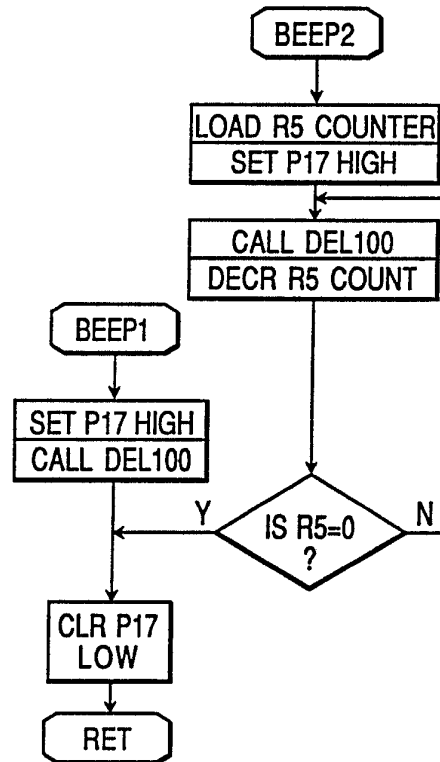 BEEP2
LOAD R5 COUNTER
SET P17 HIGH
CALL DEL100
DECR R5 COUNT
BEEP1
SET P17 HIGH
CALL DEL100
Y
IS R5=0
?
N
CLR P17
LOW
RET